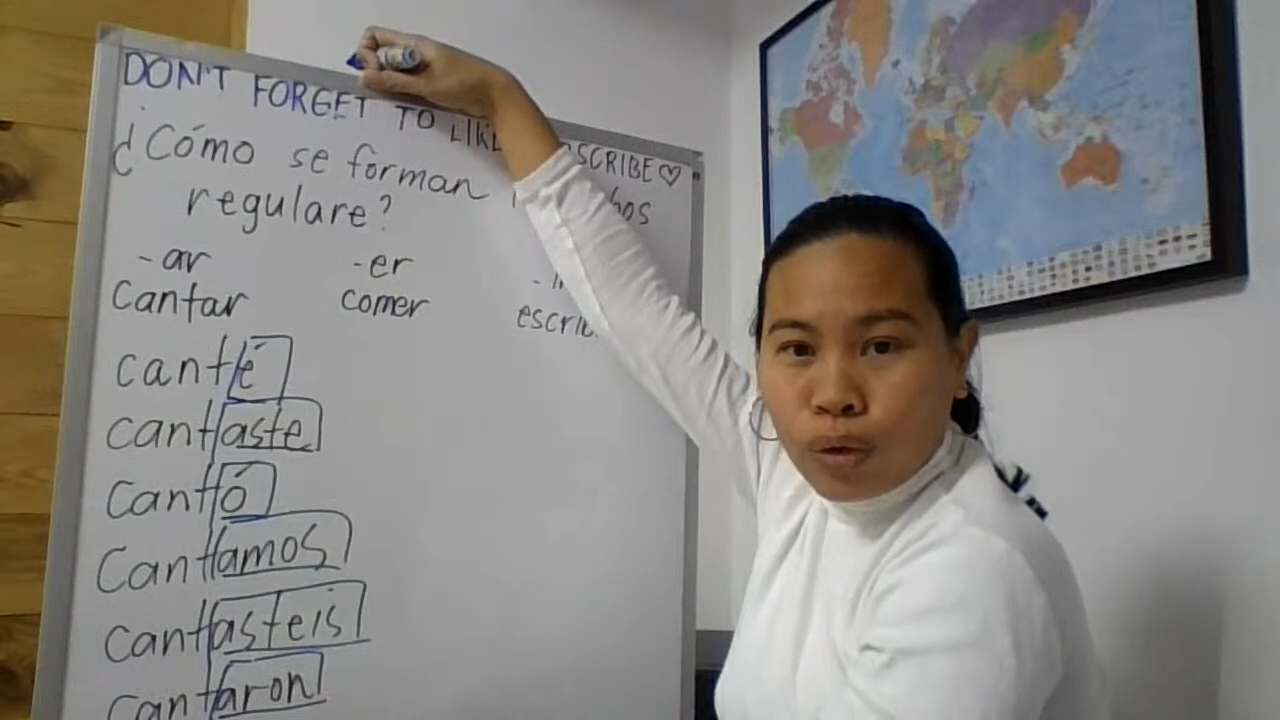 DON'T FORGET TO LIKE SCRIBE♡
¿Cómo se forman
regulare?
-ar -er
Cantar comer
canté
cantaste
Cantó
Cantamos
cantasteis
cantaron